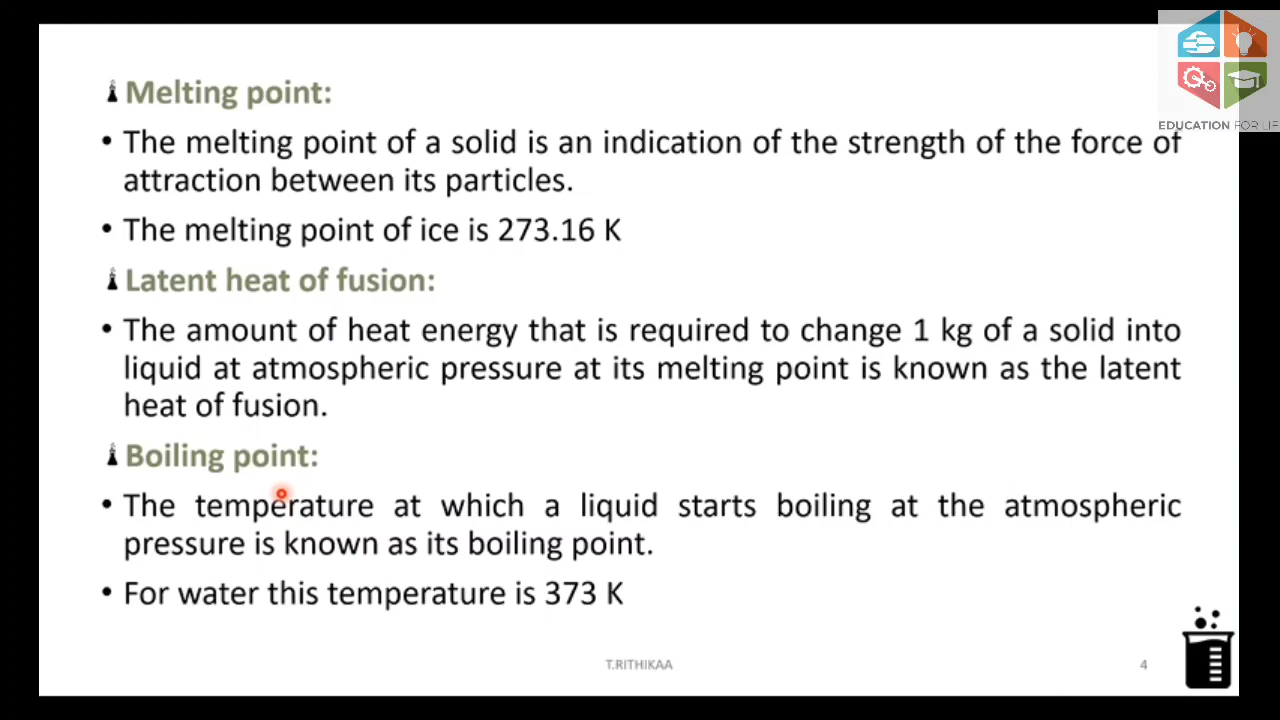 Melting point:
• The melting point of a solid is an indication of the strength of the force of
attraction between its particles.
• The melting point of ice is 273.16 K
Latent heat of fusion:
• The amount of heat energy that is required to change 1 kg of a solid into
liquid at atmospheric pressure at its melting point is known as the latent
heat of fusion.
Boiling point:
• The temperature at which a liquid starts boiling at the atmospheric
pressure is known as its boiling point.
• For water this temperature is 373 K
T.RITHIKAA
4
EDUCATION FOR LIF